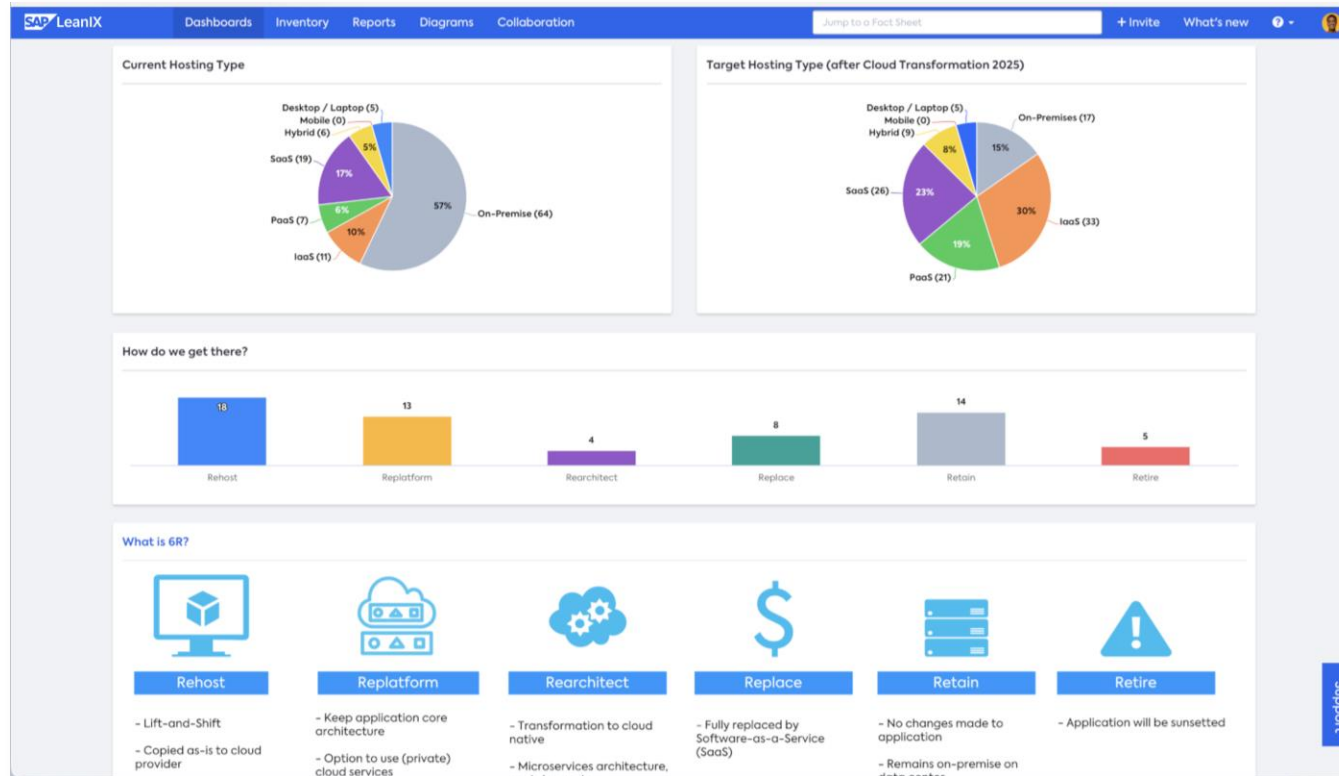 SAP LeanIX Dashboards Inventory Reports Diagrams Collaboration Jump to a Fact Sheet + Invite What's new ?
Current Hosting Type
Desktop / Laptop (5)
Mobile (0)
Hybrid (6)
SaaS (19)
PaaS (7)
IaaS (11)
On-Premise (64)
5%
17%
6%
10%
57%
Target Hosting Type (after Cloud Transformation 2025)
Desktop / Laptop (5)
Mobile (0)
Hybrid (9)
SaaS (26)
PaaS (21)
IaaS (33)
On-Premises (17)
8%
15%
23%
30%
19%
How do we get there?
18
13
4
8
14
5
Rehost
Replatform
Rearchitect
Replace
Retain
Retire
What is 6R?
Rehost
- Lift-and-Shift
- Copied as-is to cloud
provider
Replatform
- Keep application core
architecture
- Option to use (private)
cloud services
Rearchitect
- Transformation to cloud
native
- Microservices architecture,
Replace
- Fully replaced by
Software-as-a-Service
(SaaS)
Retain
- No changes made to
application
- Remains on-premise on
data center
Retire
- Application will be sunsetted
Support